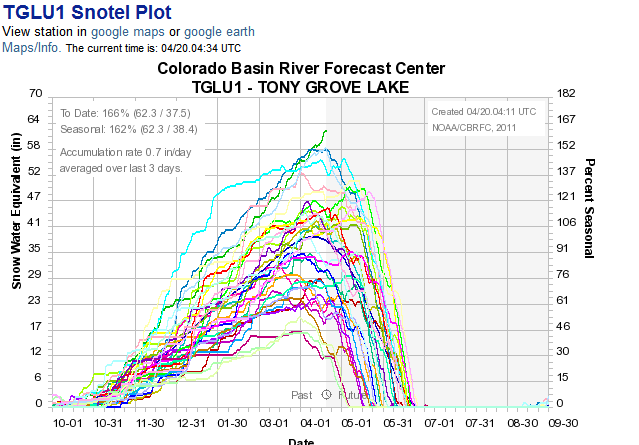 TGLU1 Snotel Plot
View station in google maps or google earth
Maps/Info. The current time is: 04/20.04:34 UTC
Colorado Basin River Forecast Center
TGLU1 - TONY GROVE LAKE
To Date: 166% (62.3 / 37.5)
Seasonal: 162% (62.3 / 38.4)
Accumulation rate 0.7 in/day
averaged over last 3 days.
Created 04/20.04:11 UTC
NOAA/CBRFC, 2011
Snow Water Equivalent (in)
70
64
58
52
47
41
35
29
23
17
12
6
0
182
167
152
137
121
106
91
76
61
46
30
15
0
Percent Seasonal
Past Future
10-01 10-31 11-30 12-31 01-30 03-01 04-01 05-01 05-31 07-01 07-31 08-30 09-30
Date